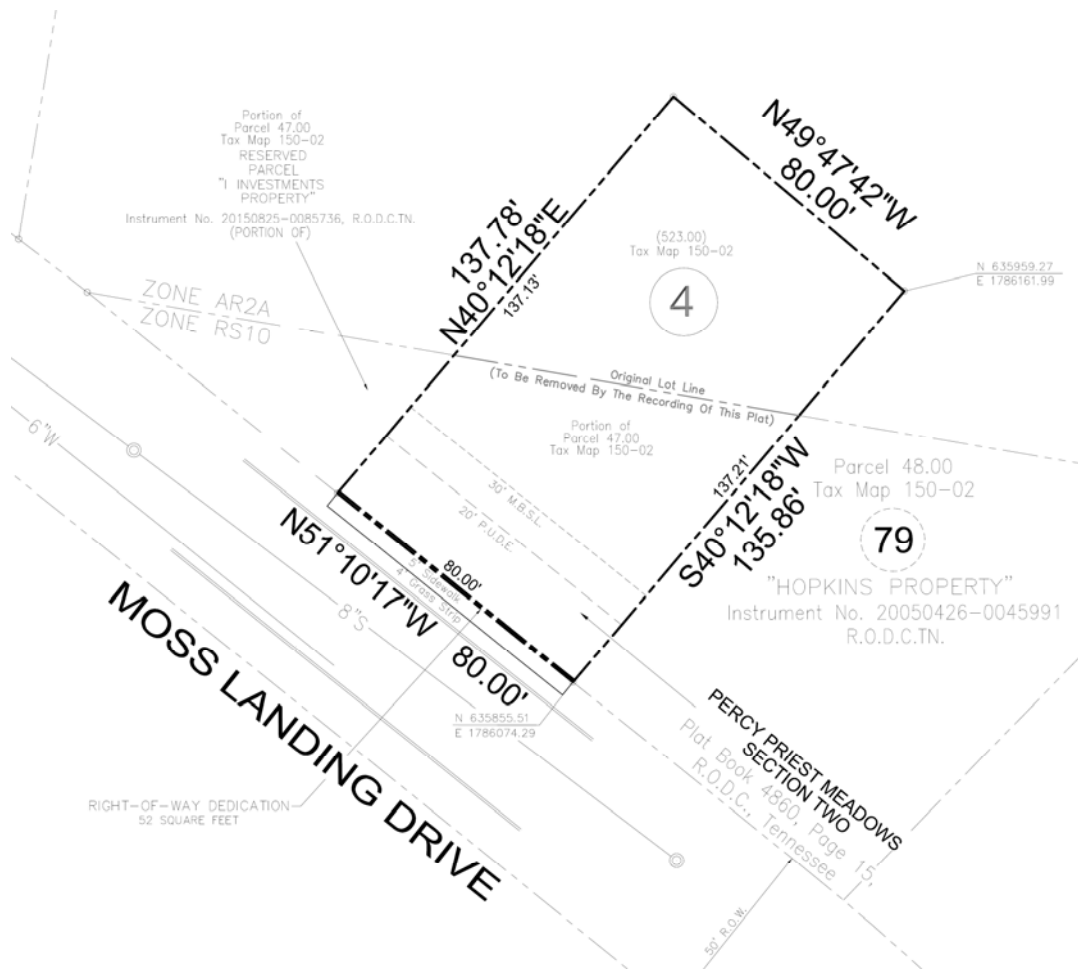 Portion of
Parcel 47.00
Tax Map 150-02
RESERVED
PARCEL
"I INVESTMENTS
PROPERTY"
Instrument No. 20150825-0085736, R.O.D.C.TN.
(PORTION OF)
N49°47'42"W
80.00'
137.78'
N40°12'18"E
137.13'
(523.00)
Tax Map 150-02
4
N 635959.27
E 1786161.99
ZONE AR2A
ZONE RS10
Original Lot Line
(To Be Removed By The Recording Of This Plat)
Portion of
Parcel 47.00
Tax Map 150-02
137.21'
S40°12'18"W
135.86'
Parcel 48.00
Tax Map 150-02
79
"HOPKINS PROPERTY"
Instrument No. 20050426-0045991
R.O.D.C.TN.
6"W
30' M.B.S.L.
20' P.U.D.E.
80.00'
5' Sidewalk
4' Grass Strip
N51°10'17"W
80.00'
8"S
MOSS LANDING DRIVE
N 635855.51
E 1786074.29
RIGHT-OF-WAY DEDICATION
52 SQUARE FEET
PERCY PRIEST MEADOWS
SECTION TWO
Plat Book 4860, Page 15,
R.O.D.C., Tennessee
50' R.O.W.